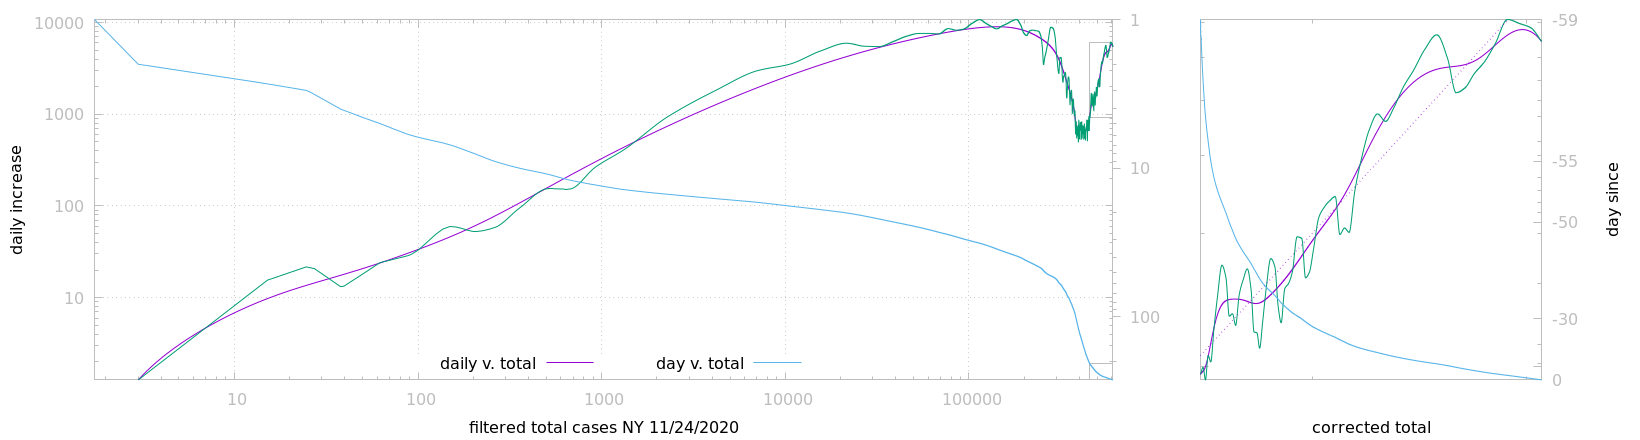 10000
1000
100
10
daily increase
1
10
100
daily v. total
day v. total
10
100
1000
10000
100000
filtered total cases NY 11/24/2020
-59
-55
-50
-30
0
day since
corrected total